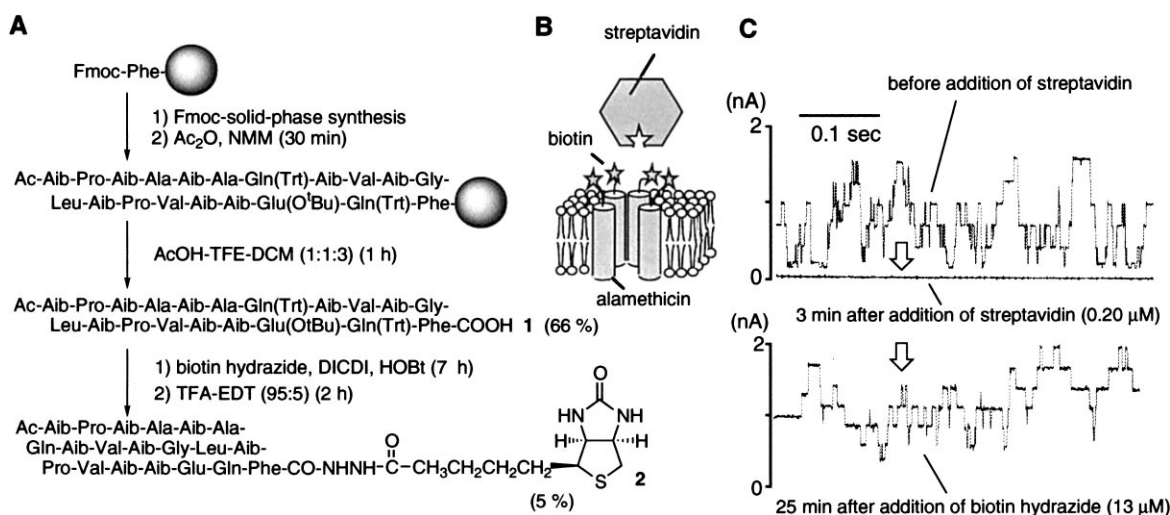 A
Fmoc-Phe-
1) Fmoc-solid-phase synthesis
2) Ac₂O, NMM (30 min)
Ac-Aib-Pro-Aib-Ala-Aib-Ala-Gln(Trt)-Aib-Val-Aib-Gly-
Leu-Aib-Pro-Val-Aib-Aib-Glu(OᵗBu)-Gln(Trt)-Phe-
AcOH-TFE-DCM (1:1:3) (1 h)
Ac-Aib-Pro-Aib-Ala-Aib-Ala-Gln(Trt)-Aib-Val-Aib-Gly-
Leu-Aib-Pro-Val-Aib-Aib-Glu(OtBu)-Gln(Trt)-Phe-COOH 1 (66 %)
1) biotin hydrazide, DICDI, HOBt (7 h)
2) TFA-EDT (95:5) (2 h)
Ac-Aib-Pro-Aib-Ala-Aib-Ala-
Gln-Aib-Val-Aib-Gly-Leu-Aib-
Pro-Val-Aib-Aib-Glu-Gln-Phe-CO-NHNH-C-CH₃CH₂CH₂CH₂
O
O
HN NH
H H
S
2
(5 %)
B
streptavidin
biotin
alamethicin
C
before addition of streptavidin
(nA)
2
0.1 sec
0
3 min after addition of streptavidin (0.20 µM)
(nA)
2
1
0
25 min after addition of biotin hydrazide (13 µM)